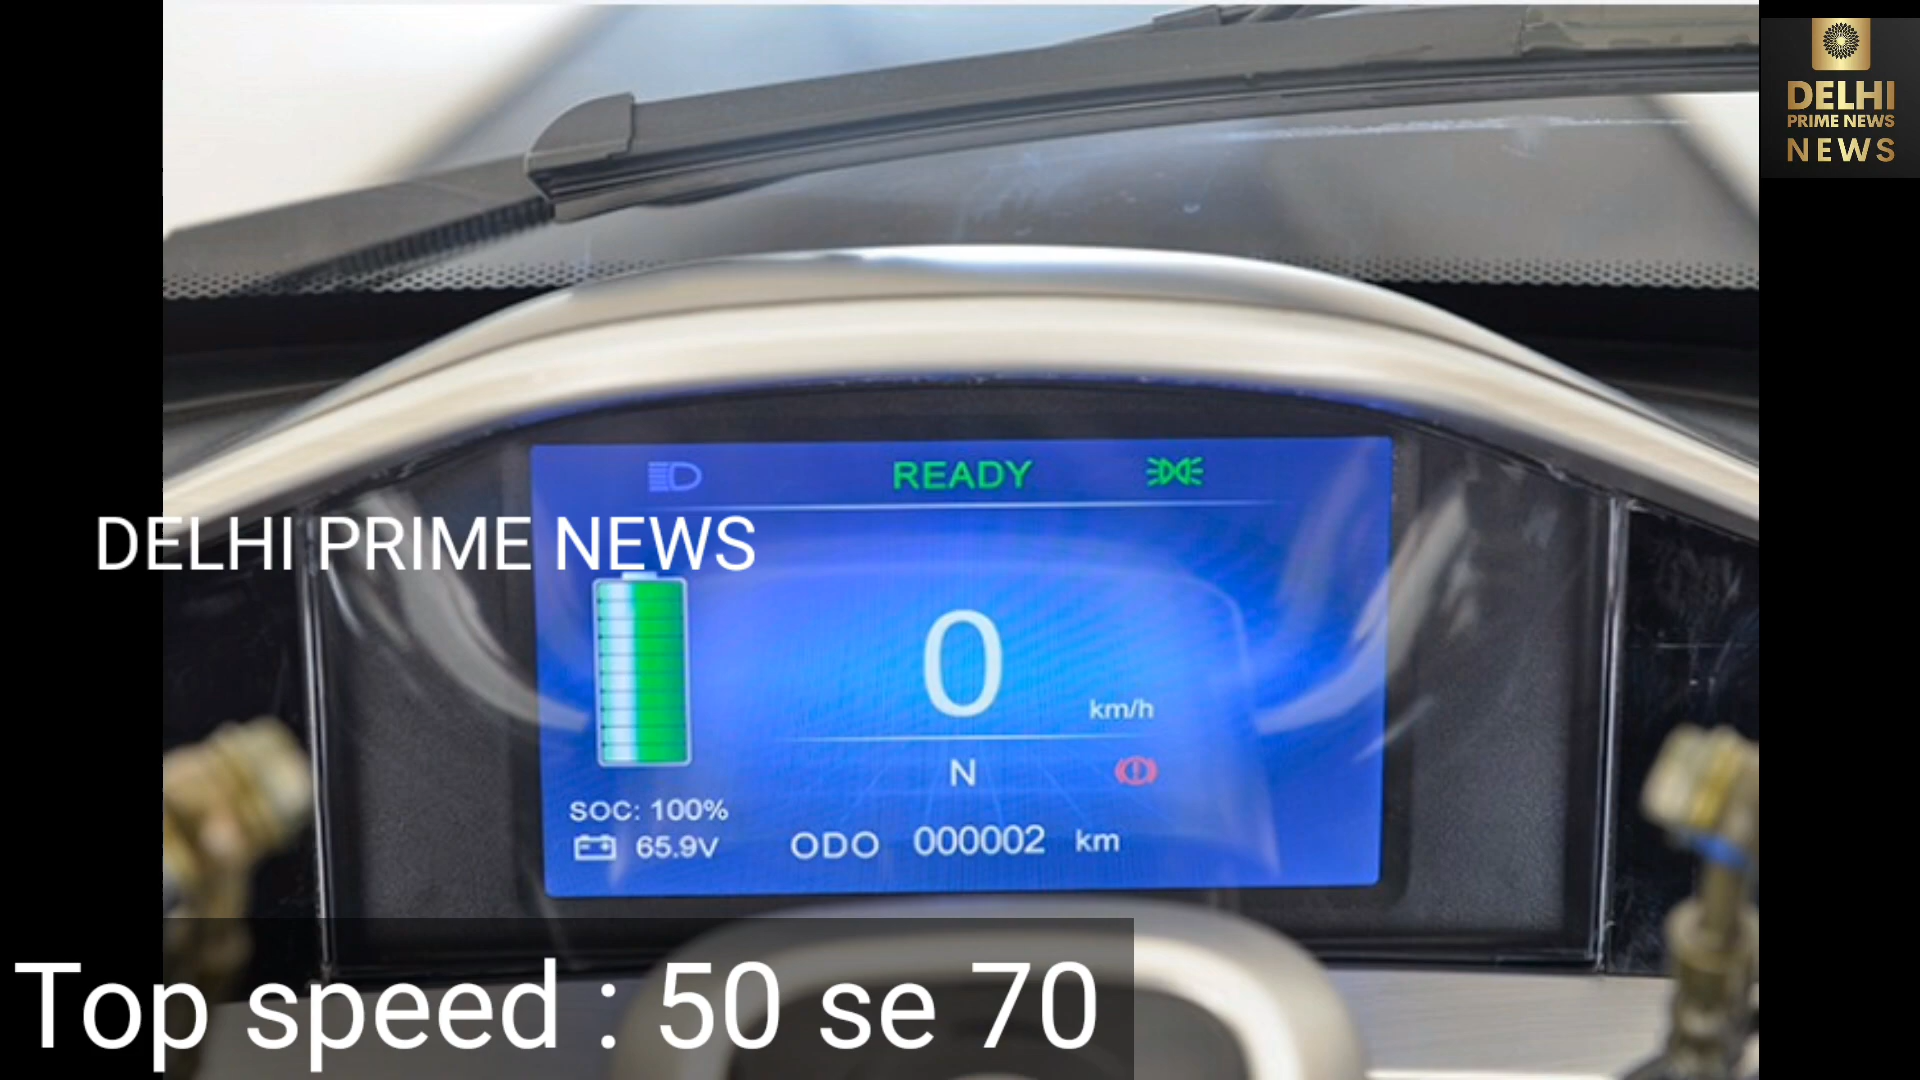 DELHI
PRIME NEWS
NEWS
READY
DELHI PRIME NEWS
0
km/h
N
SOC: 100%
65.9V
ODO 000002 km
Top speed : 50 se 70